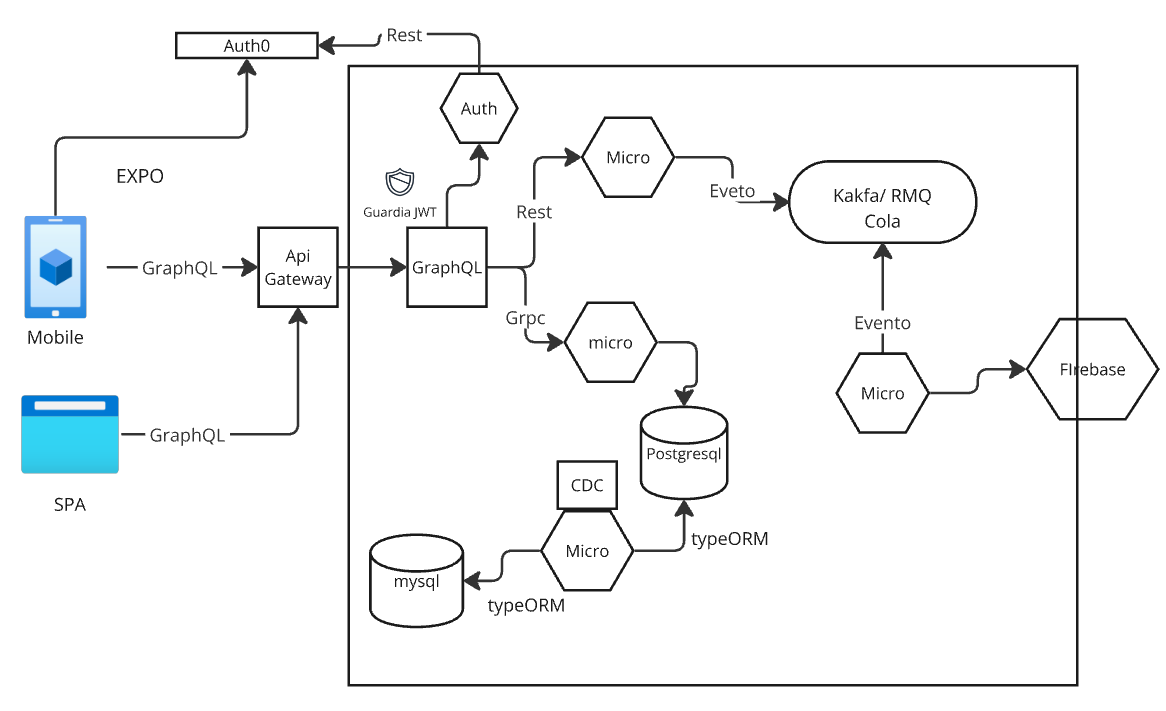 Rest
Auth0
Auth
EXPO
Micro
Guardia JWT
Eveto
Kakfa/ RMQ
Cola
Rest
Api
Gateway
GraphQL
GraphQL
Grpc
Mobile
micro
Evento
FIrebase
Micro
GraphQL
Postgresql
SPA
CDC
typeORM
Micro
mysql
typeORM